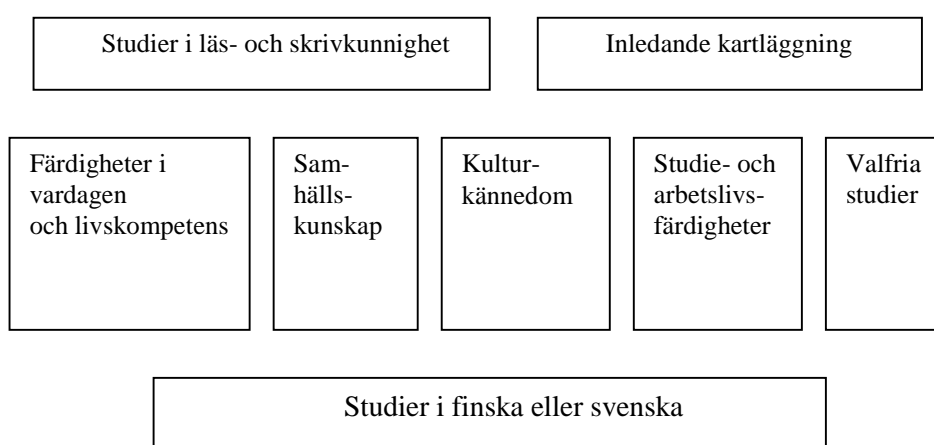 Studier i läs- och skrivkunnighet
Inledande kartläggning
Färdigheter i
vardagen
och livskompetens
Sam-
hälls-
kunskap
Kultur-
kännedom
Studie- och
arbetslivs-
färdigheter
Valfria
studier
Studier i finska eller svenska